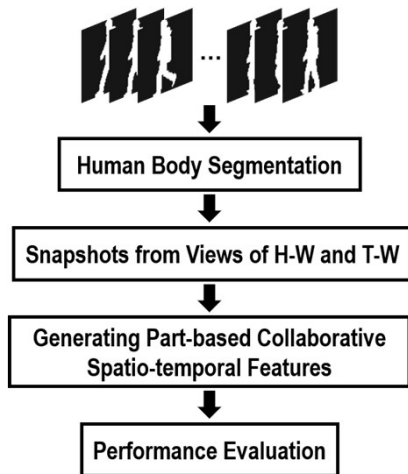 ...
Human Body Segmentation
Snapshots from Views of H-W and T-W
Generating Part-based Collaborative
Spatio-temporal Features
Performance Evaluation